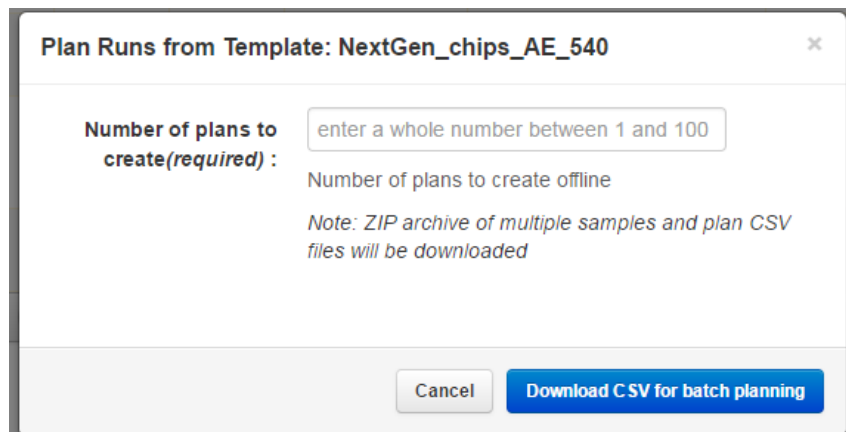 Plan Runs from Template: NextGen_chips_AE_540 ×
Number of plans to
create(required) :
enter a whole number between 1 and 100
Number of plans to create offline
Note: ZIP archive of multiple samples and plan CSV
files will be downloaded
Cancel
Download CSV for batch planning